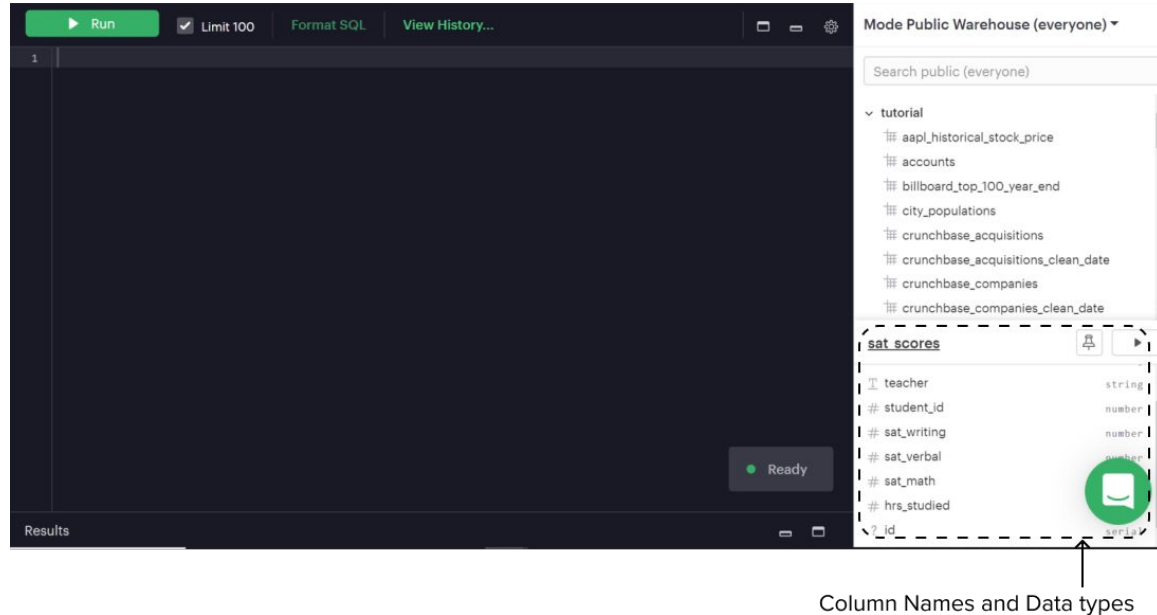 Run Limit 100 Format SQL View History...
1
Ready
Results
Mode Public Warehouse (everyone)
Search public (everyone)
tutorial
aapl_historical_stock_price
accounts
billboard_top_100_year_end
city_populations
crunchbase_acquisitions
crunchbase_acquisitions_clean_date
crunchbase_companies
crunchbase_companies_clean_date
sat_scores
teacher string
# student_id number
# sat_writing number
# sat_verbal number
# sat_math
# hrs_studied
? id serial
Column Names and Data types